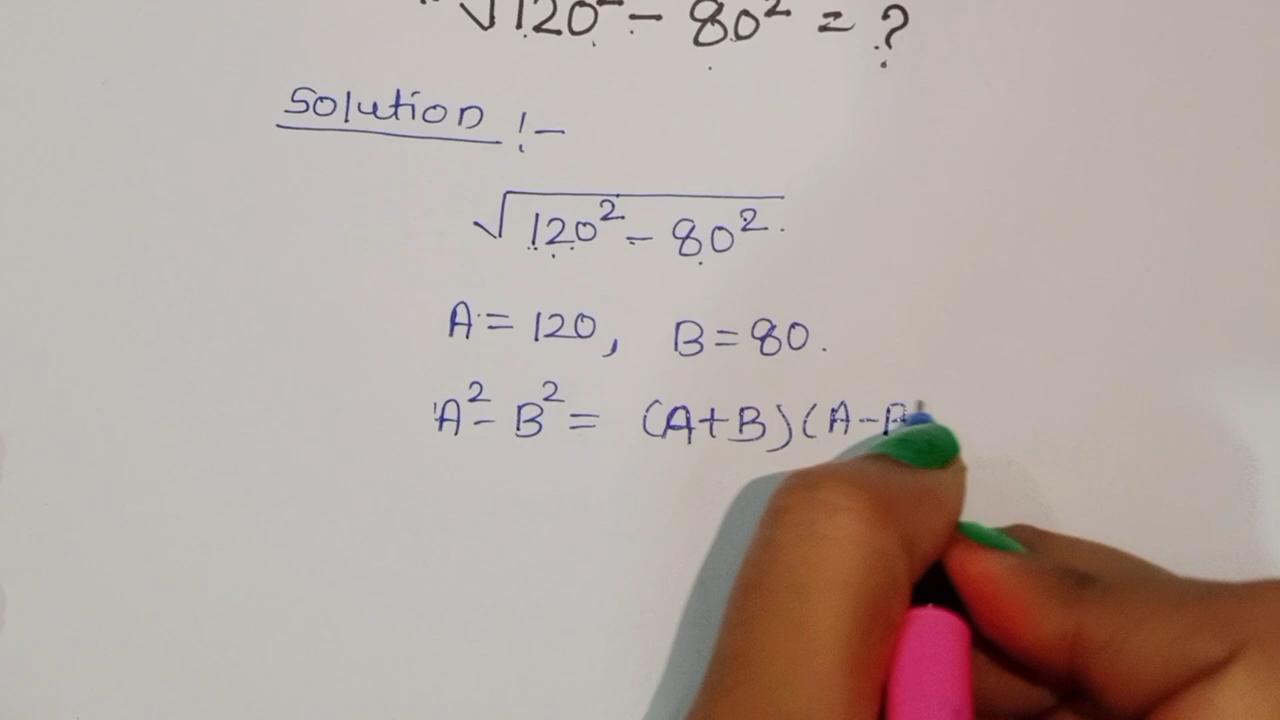 √120² - 80² = ?
Solution :-
√120² - 80²
A = 120, B = 80.
A² - B² = (A+B)(A-B